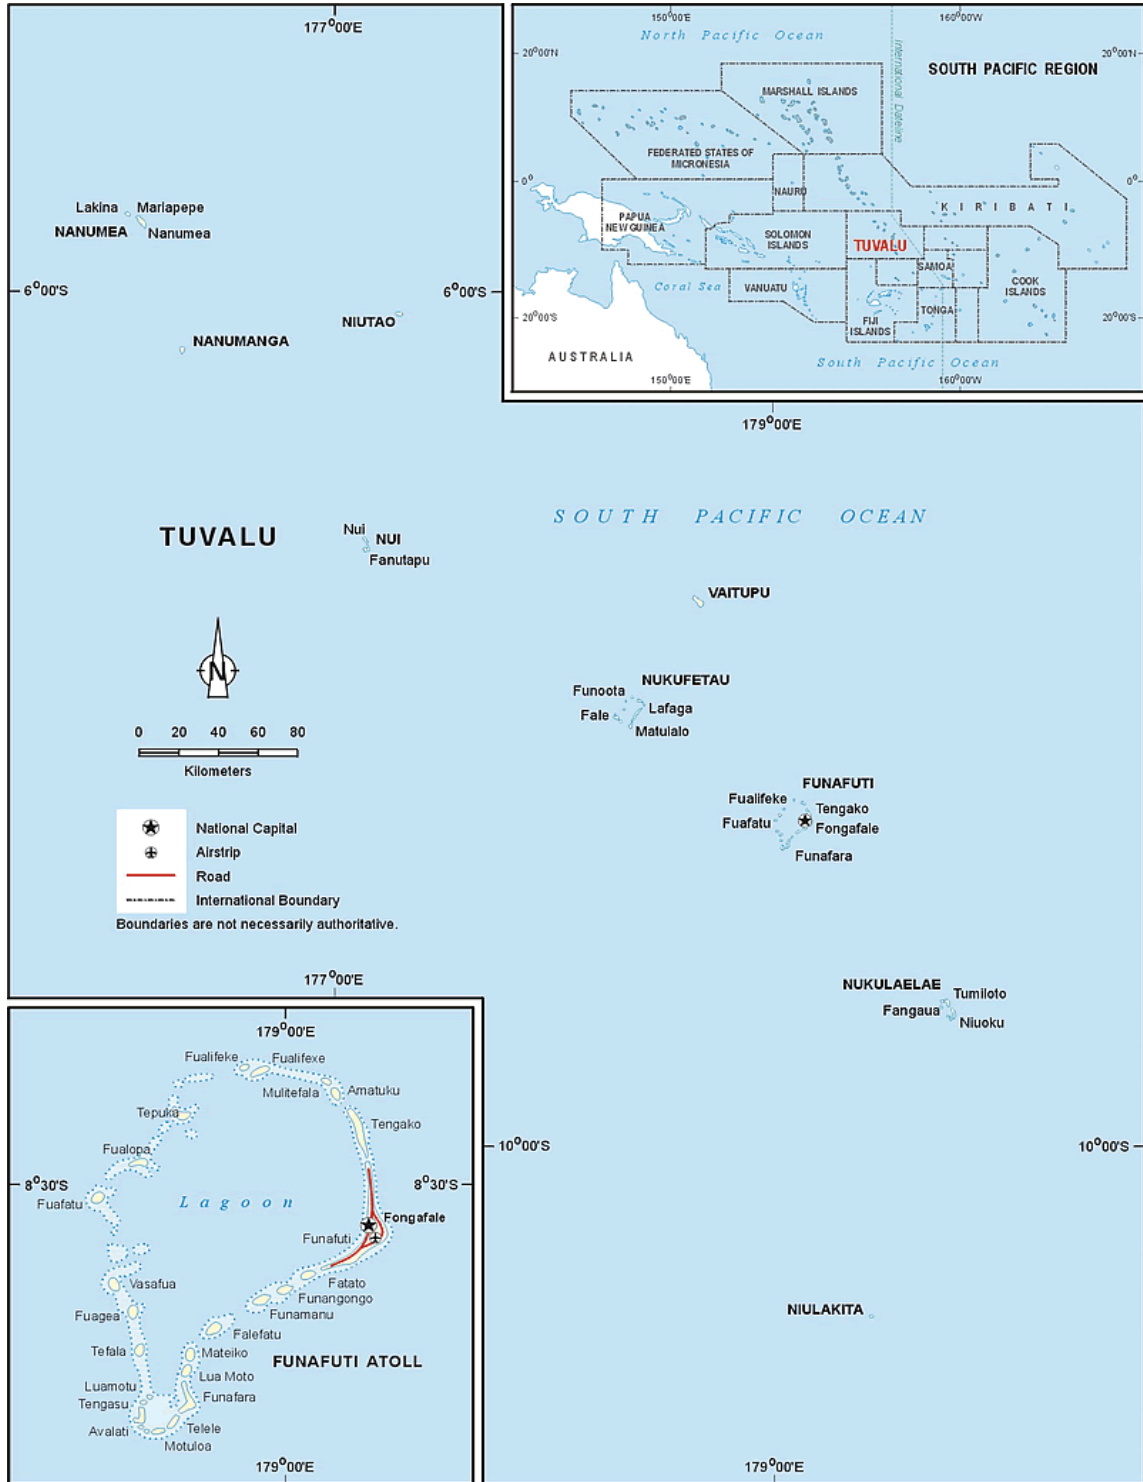 177°00'E
150°00'E
160°00'W
North Pacific Ocean
20°00'N
20°00'N
International Dateline
SOUTH PACIFIC REGION
MARSHALL ISLANDS
FEDERATED STATES OF
MICRONESIA
0°
0°
NAURU
KIRIBATI
PAPUA
NEW GUINEA
SOLOMON
ISLANDS
TUVALU
SAMOA
COOK
ISLANDS
Coral Sea
VANUATU
FIJI
ISLANDS
TONGA
20°00'S
20°00'S
AUSTRALIA
South Pacific Ocean
150°00'E
160°00'W
Lakina
Mariapepe
NANUMEA
Nanumea
6°00'S
6°00'S
NIUTAO
NANUMANGA
179°00'E
SOUTH PACIFIC OCEAN
TUVALU
Nui
NUI
Fanutapu
VAITUPU
N
NUKUFETAU
Funoota
Lafaga
Fale
Matulalo
0 20 40 60 80
Kilometers
FUNAFUTI
Fualifeke
Tengako
Fuafatu
Fongafale
Funafara
National Capital
Airstrip
Road
International Boundary
Boundaries are not necessarily authoritative.
177°00'E
NUKULAELAE
Tumiloto
Fangaua
Niuoku
179°00'E
Fualifeke
Fualifexe
Mulitefala
Amatuku
Tepuka
Tengako
Fualopa
10°00'S
10°00'S
8°30'S
8°30'S
Fuafatu
Lagoon
Fongafale
Funafuti
Vasafua
Fatato
Funangongo
Fuagea
Funamanu
Falefatu
Tefala
Mateiko
FUNAFUTI ATOLL
Lua Moto
Luamotu
Funafara
Tengasu
Avalati
Telele
Motuloa
179°00'E
NIULAKITA
179°00'E